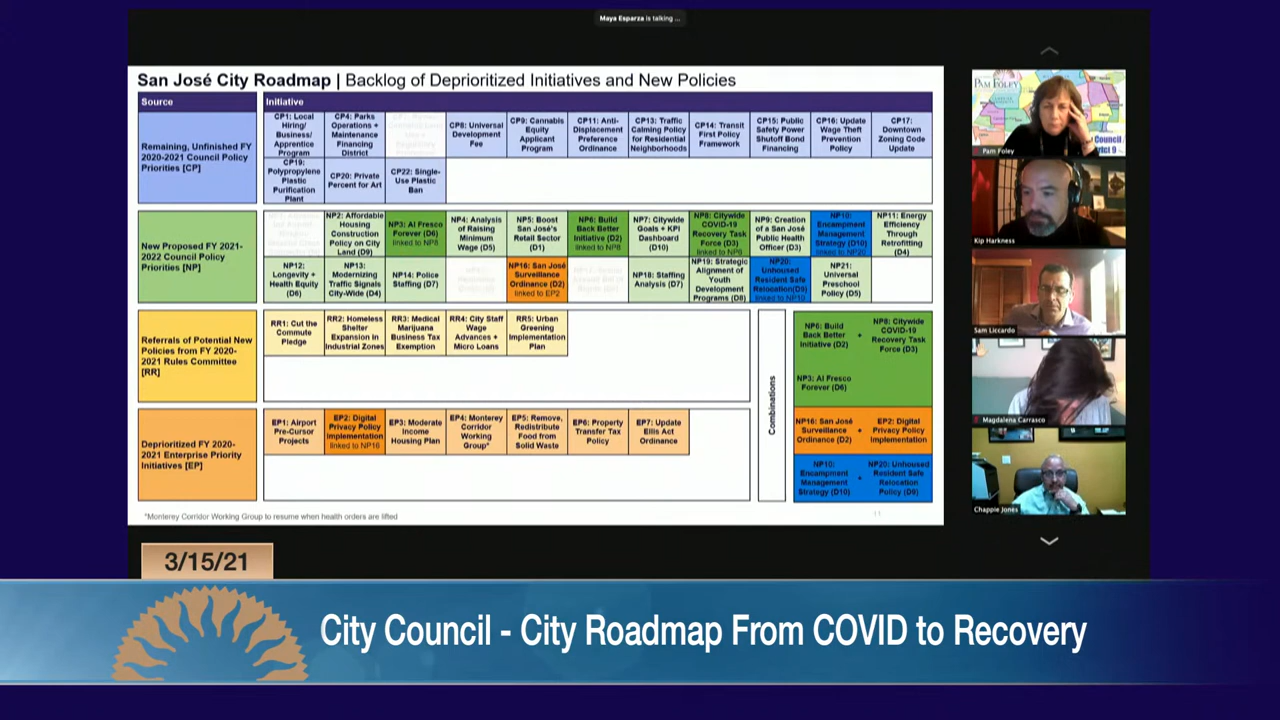 Maya Esparza is talking ...
San José City Roadmap | Backlog of Deprioritized Initiatives and New Policies
Source
Initiative
Remaining, Unfinished FY
2020-2021 Council Policy
Priorities [CP]
CP1: Local
Hiring/
Business/
Apprentice
Program
CP4: Parks
Operations +
Maintenance
Financing
District
CP8: Universal
Development
Fee
CP9: Cannabis
Equity
Applicant
Program
CP11: Anti-
Displacement
Preference
Ordinance
CP13: Traffic
Calming Policy
for Residential
Neighborhoods
CP14: Transit
First Policy
Framework
CP15: Public
Safety Power
Shutoff Bond
Financing
CP16: Update
Wage Theft
Prevention
Policy
CP17:
Downtown
Zoning Code
Update
CP19:
Polypropylene
Plastic
Purification
Plant
CP20: Private
Percent for Art
CP22: Single-
Use Plastic
Ban
New Proposed FY 2021-
2022 Council Policy
Priorities [NP]
NP2: Affordable
Housing
Construction
Policy on City
Land (D9)
NP3: Al Fresco
Forever (D6)
linked to NP8
NP4: Analysis
of Raising
Minimum
Wage (D5)
NP5: Boost
San José's
Retail Sector
(D1)
NP6: Build
Back Better
Initiative (D2)
linked to NP8
NP7: Citywide
Goals + KPI
Dashboard
(D10)
NP8: Citywide
COVID-19
Recovery Task
Force (D3)
NP9: Creation
of a San José
Public Health
Officer (D3)
NP10:
Encampment
Management
Strategy (D10)
linked to NP20
NP11: Energy
Efficiency
Through
Retrofitting
(D4)
NP12:
Longevity +
Health Equity
(D6)
NP13:
Modernizing
Traffic Signals
City-Wide (D4)
NP14: Police
Staffing (D7)
NP16: San José
Surveillance
Ordinance (D2)
linked to EP2
NP18: Staffing
Analysis (D7)
NP19: Strategic
Alignment of
Youth
Development
Programs (D8)
NP20:
Unhoused
Resident Safe
Relocation(D9)
linked to NP10
NP21:
Universal
Preschool
Policy (D5)
Referrals of Potential New
Policies from FY 2020-
2021 Rules Committee
[RR]
RR1: Cut the
Commute
Pledge
RR2: Homeless
Shelter
Expansion in
Industrial Zones
RR3: Medical
Marijuana
Business Tax
Exemption
RR4: City Staff
Wage
Advances +
Micro Loans
RR5: Urban
Greening
Implementation
Plan
Deprioritized FY 2020-
2021 Enterprise Priority
Initiatives [EP]
EP1: Airport
Pre-Cursor
Projects
EP2: Digital
Privacy Policy
Implementation
linked to NP16
EP3: Moderate
Income
Housing Plan
EP4: Monterey
Corridor
Working
Group*
EP5: Remove,
Redistribute
Food from
Solid Waste
EP6: Property
Transfer Tax
Policy
EP7: Update
Ellis Act
Ordinance
Combinations
NP6: Build
Back Better
Initiative (D2)
+
NP8: Citywide
COVID-19
Recovery Task
Force (D3)
NP3: Al Fresco
Forever (D6)
NP16: San José
Surveillance
Ordinance (D2)
+
EP2: Digital
Privacy Policy
Implementation
NP10:
Encampment
Management
Strategy (D10)
+
NP20: Unhoused
Resident Safe
Relocation
Policy (D9)
*Monterey Corridor Working Group to resume when health orders are lifted
11
PAM FOLEY
Council
District 9
Pam Foley
Kip Harkness
Sam Liccardo
Magdalena Carrasco
Chappie Jones
3/15/21
City Council - City Roadmap From COVID to Recovery